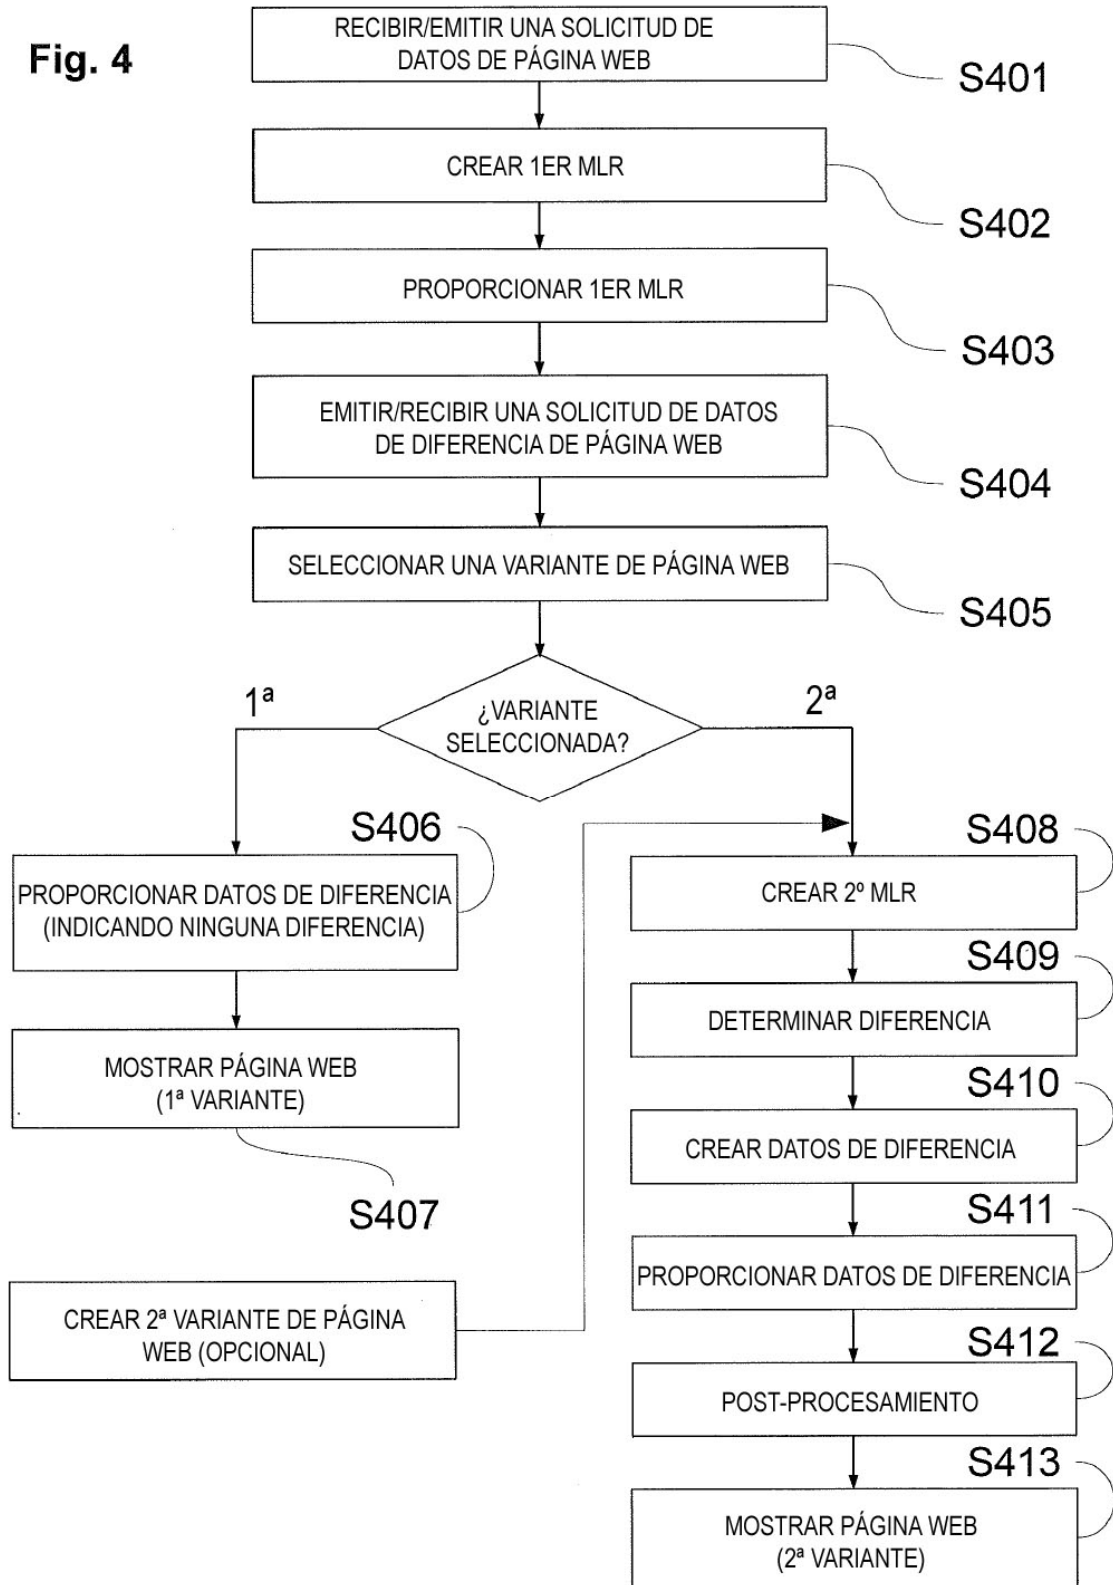 Fig. 4
RECIBIR/EMITIR UNA SOLICITUD DE
DATOS DE PÁGINA WEB
S401
CREAR 1ER MLR
S402
PROPORCIONAR 1ER MLR
S403
EMITIR/RECIBIR UNA SOLICITUD DE DATOS
DE DIFERENCIA DE PÁGINA WEB
S404
SELECCIONAR UNA VARIANTE DE PÁGINA WEB
S405
¿VARIANTE
SELECCIONADA?
1ª
2ª
S406
PROPORCIONAR DATOS DE DIFERENCIA
(INDICANDO NINGUNA DIFERENCIA)
MOSTRAR PÁGINA WEB
(1ª VARIANTE)
S407
CREAR 2ª VARIANTE DE PÁGINA
WEB (OPCIONAL)
S408
CREAR 2º MLR
S409
DETERMINAR DIFERENCIA
S410
CREAR DATOS DE DIFERENCIA
S411
PROPORCIONAR DATOS DE DIFERENCIA
S412
POST-PROCESAMIENTO
S413
MOSTRAR PÁGINA WEB
(2ª VARIANTE)